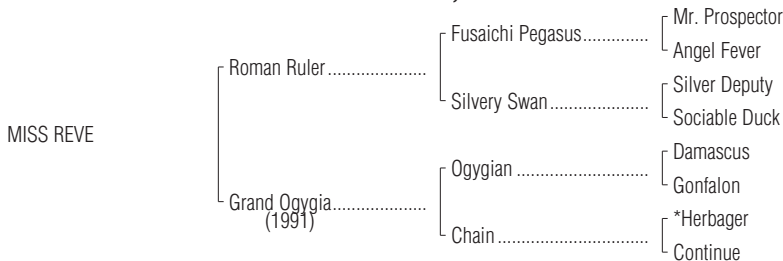 Mr. Prospector
Fusaichi Pegasus..............
Angel Fever
Roman Ruler.....................
Silver Deputy
Silvery Swan.....................
Sociable Duck
MISS REVE
Damascus
Ogygian............................
Gonfalon
Grand Ogygia....................
(1991)
*Herbager
Chain................................
Continue